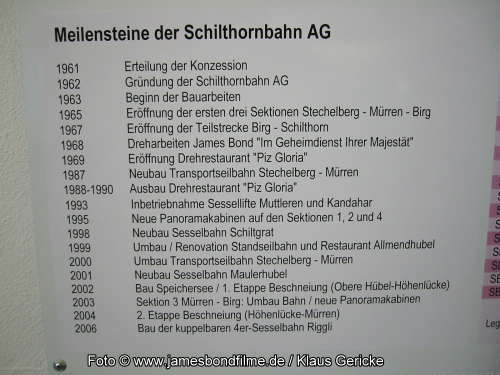 Meilensteine der Schilthornbahn AG
1961 Erteilung der Konzession
1962 Gründung der Schilthornbahn AG
1963 Beginn der Bauarbeiten
1965 Eröffnung der ersten drei Sektionen Stechelberg - Mürren - Birg
1967 Eröffnung der Teilstrecke Birg - Schilthorn
1968 Dreharbeiten James Bond "Im Geheimdienst Ihrer Majestät"
1969 Eröffnung Drehrestaurant "Piz Gloria"
1987 Neubau Transportseilbahn Stechelberg - Mürren
1988-1990 Ausbau Drehrestaurant "Piz Gloria"
1993 Inbetriebnahme Sessellifte Muttleren und Kandahar
1995 Neue Panoramakabinen auf den Sektionen 1, 2 und 4
1998 Neubau Sesselbahn Schiltgrat
1999 Umbau / Renovation Standseilbahn und Restaurant Allmendhubel
2000 Umbau Transportseilbahn Stechelberg - Mürren
2001 Neubau Sesselbahn Maulerhubel
2002 Bau Speichersee / 1. Etappe Beschneiung (Obere Hübel-Höhenlücke)
2003 Sektion 3 Mürren - Birg: Umbau Bahn / neue Panoramakabinen
2004 2. Etappe Beschneiung (Höhenlücke-Mürren)
2006 Bau der kuppelbaren 4er-Sesselbahn Riggli
Foto © www.jamesbondfilme.de / Klaus Gericke